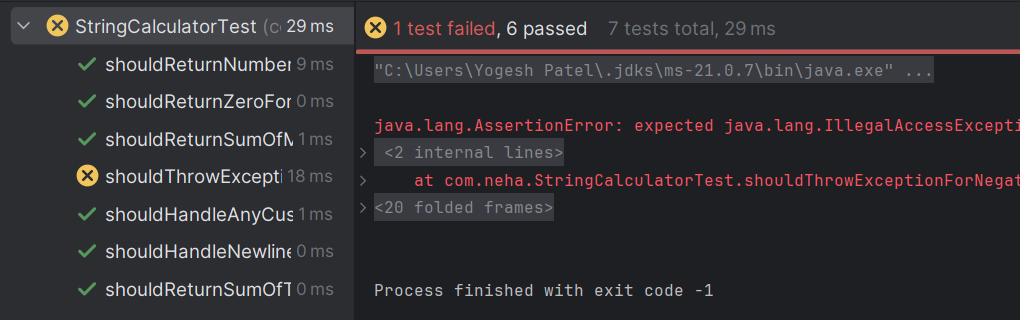 StringCalculatorTest (c 29 ms
shouldReturnNumber 9 ms
shouldReturnZeroFor 0 ms
shouldReturnSumOfM 1 ms
shouldThrowExcepti 18 ms
shouldHandleAnyCus 1 ms
shouldHandleNewline 0 ms
shouldReturnSumOfT 0 ms
1 test failed, 6 passed 7 tests total, 29 ms
"C:\Users\Yogesh Patel\.jdks\ms-21.0.7\bin\java.exe" ...
java.lang.AssertionError: expected java.lang.IllegalAccessExcepti
<2 internal lines>
at com.neha.StringCalculatorTest.shouldThrowExceptionForNegat
<20 folded frames>
Process finished with exit code -1